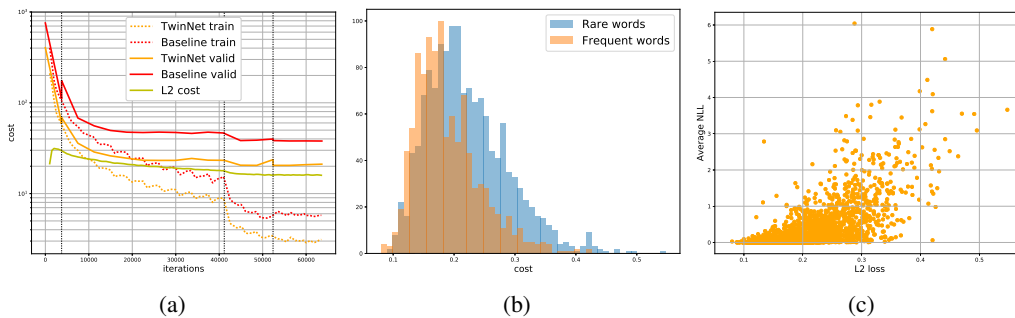 TwinNet train
Baseline train
TwinNet valid
Baseline valid
L2 cost
10³
10²
10¹
cost
0 10000 20000 30000 40000 50000 60000
iterations
(a)
Rare words
Frequent words
100
80
60
40
20
0
0.1 0.2 0.3 0.4 0.5
cost
(b)
6
5
4
3
2
1
0
Average NLL
0.1 0.2 0.3 0.4 0.5
L2 loss
(c)